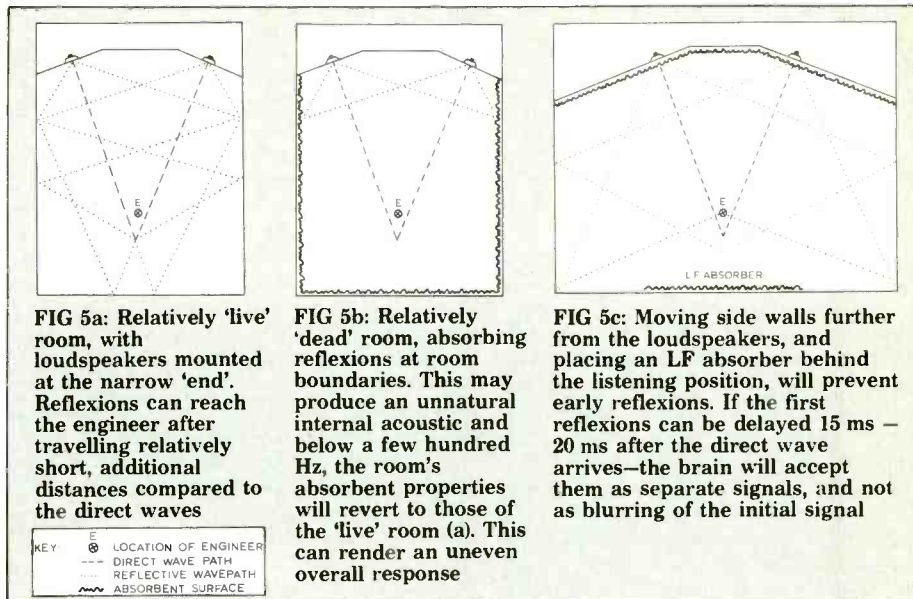 E
E
E
LF ABSORBER
FIG 5a: Relatively 'live'
room, with
loudspeakers mounted
at the narrow 'end'.
Reflexions can reach
the engineer after
travelling relatively
short, additional
distances compared to
the direct waves
KEY:
E
LOCATION OF ENGINEER
DIRECT WAVE PATH
REFLECTIVE WAVEPATH
ABSORBENT SURFACE
FIG 5b: Relatively
'dead' room, absorbing
reflexions at room
boundaries. This may
produce an unnatural
internal acoustic and
below a few hundred
Hz, the room's
absorbent properties
will revert to those of
the 'live' room (a). This
can render an uneven
overall response
FIG 5c: Moving side walls further
from the loudspeakers, and
placing an LF absorber behind
the listening position, will prevent
early reflexions. If the first
reflexions can be delayed 15 ms –
20 ms after the direct wave
arrives—the brain will accept
them as separate signals, and not
as blurring of the initial signal